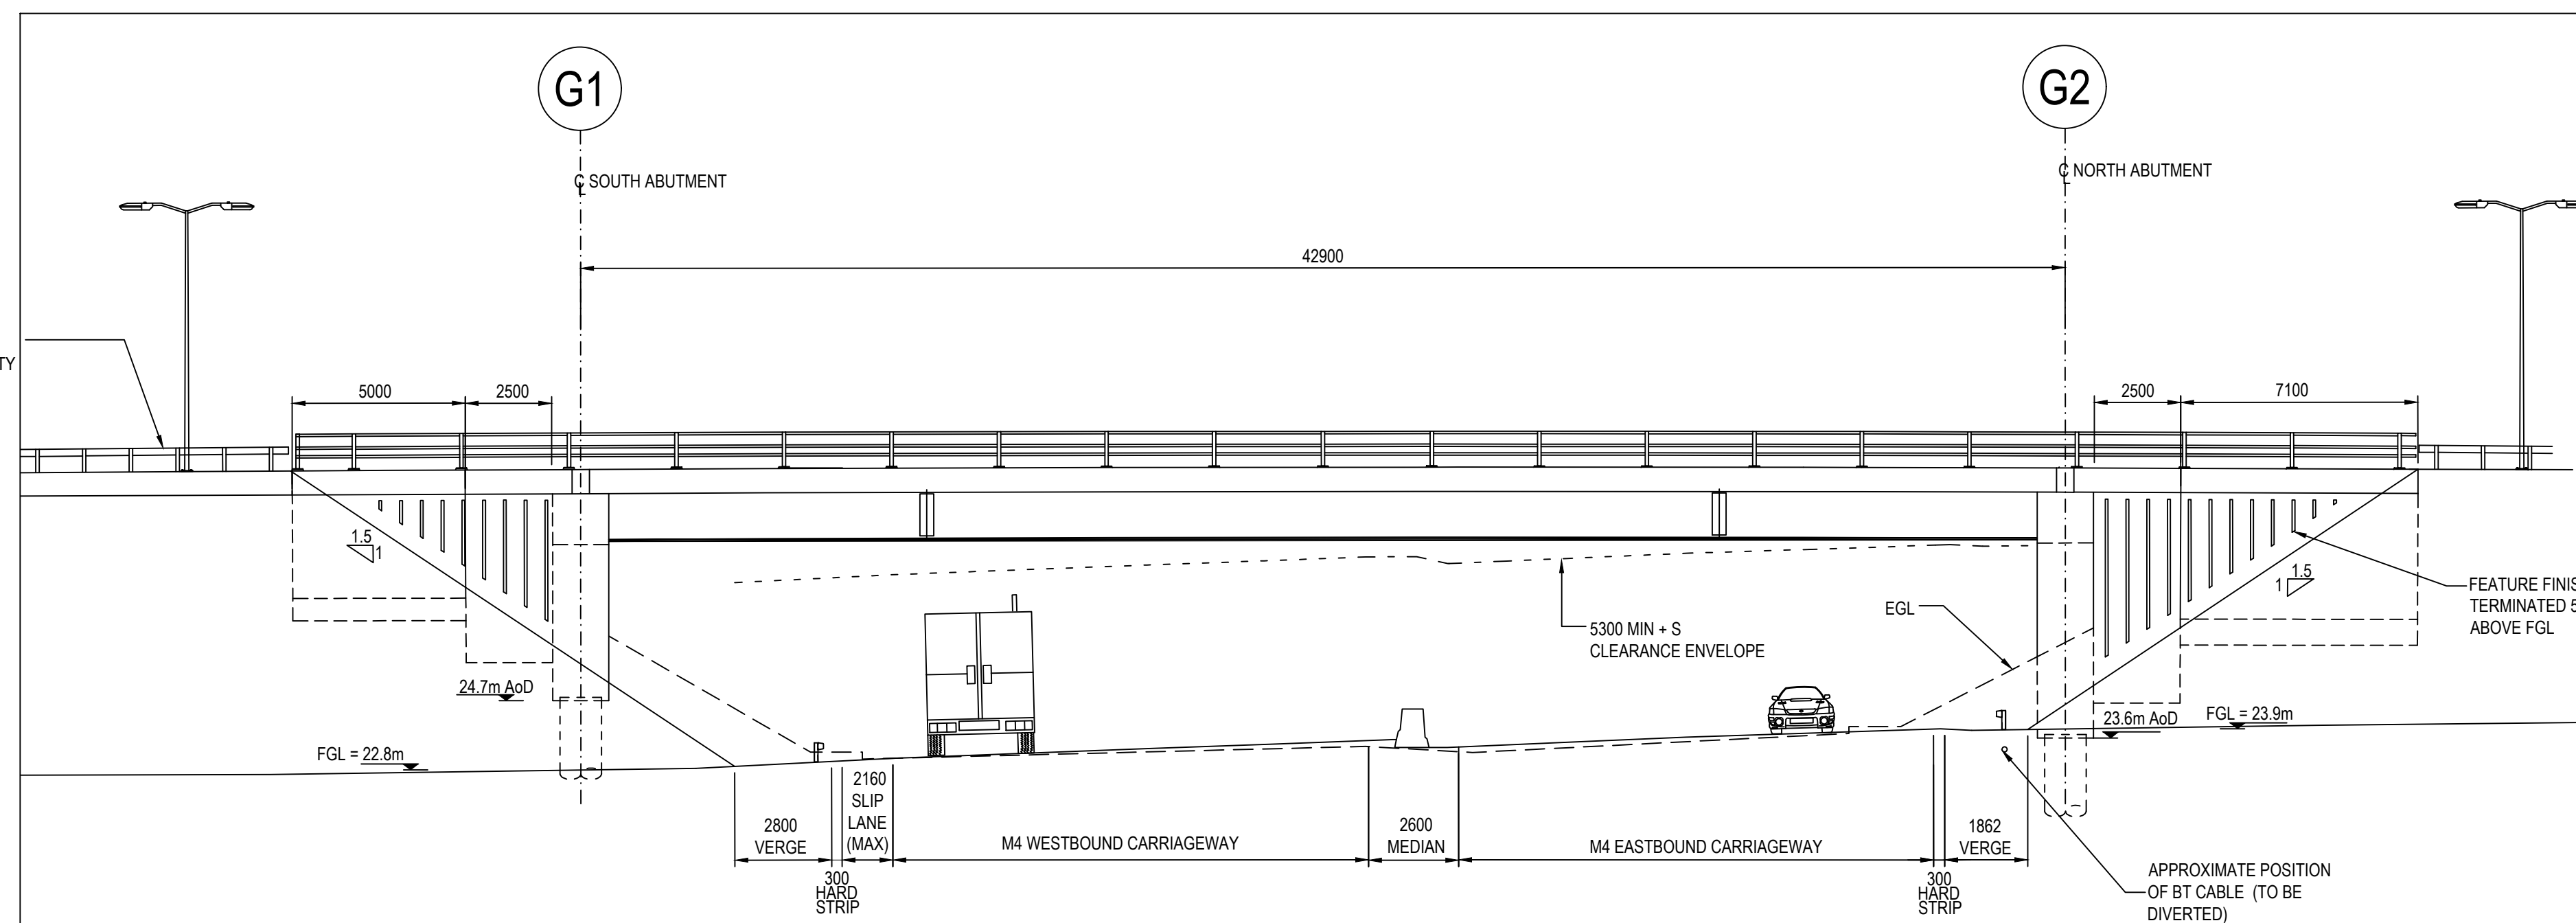 G1
G2
℄ SOUTH ABUTMENT
℄ NORTH ABUTMENT
42900
TY
5000
2500
2500
7100
1.5
1
1.5
1
FEATURE FINIS
TERMINATED 5
ABOVE FGL
EGL
5300 MIN + S
CLEARANCE ENVELOPE
24.7m AoD
23.6m AoD
FGL = 23.9m
FGL = 22.8m
2800
VERGE
300
HARD
STRIP
2160
SLIP
LANE
(MAX)
M4 WESTBOUND CARRIAGEWAY
2600
MEDIAN
M4 EASTBOUND CARRIAGEWAY
300
HARD
STRIP
1862
VERGE
APPROXIMATE POSITION
OF BT CABLE (TO BE
DIVERTED)